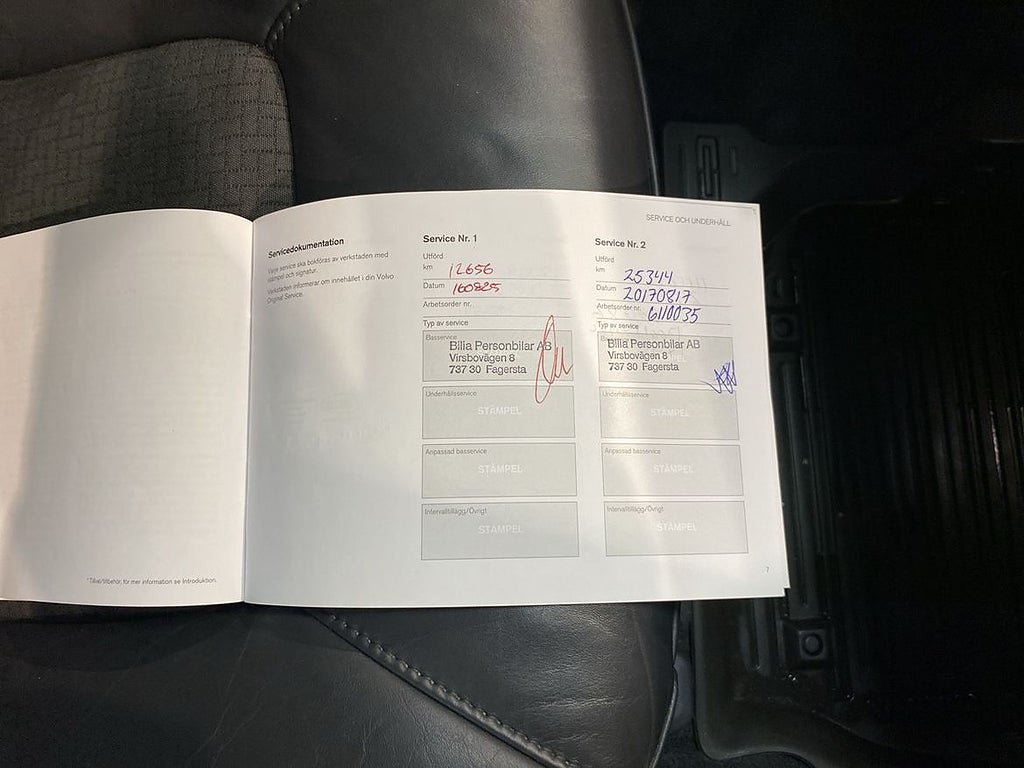 SERVICE OCH UNDERHÅLL
Servicedokumentation
Varje service ska bokföras av verkstaden med
stämpel och signatur.
Verkstaden informerar om innehållet i din Volvo
Original Service.
Service Nr. 1
Utförd
km 12656
Datum 160825
Arbetsorder nr.
Typ av service
Basservice
Bilia Personbilar AB
Virsbovägen 8
737 30 Fagersta
Underhållsservice
STÄMPEL
Anpassad basservice
STÄMPEL
Intervalltillägg/Övrigt
STÄMPEL
Service Nr. 2
Utförd
km 25344
Datum 20170817
Arbetsorder nr. 6110035
Typ av service
Bilia Personbilar AB
Virsbovägen 8
737 30 Fagersta
Underhållsservice
STÄMPEL
Anpassad basservice
STÄMPEL
Intervalltillägg/Övrigt
STÄMPEL
7
* Tillval/tillbehör, för mer information se Introduktion.